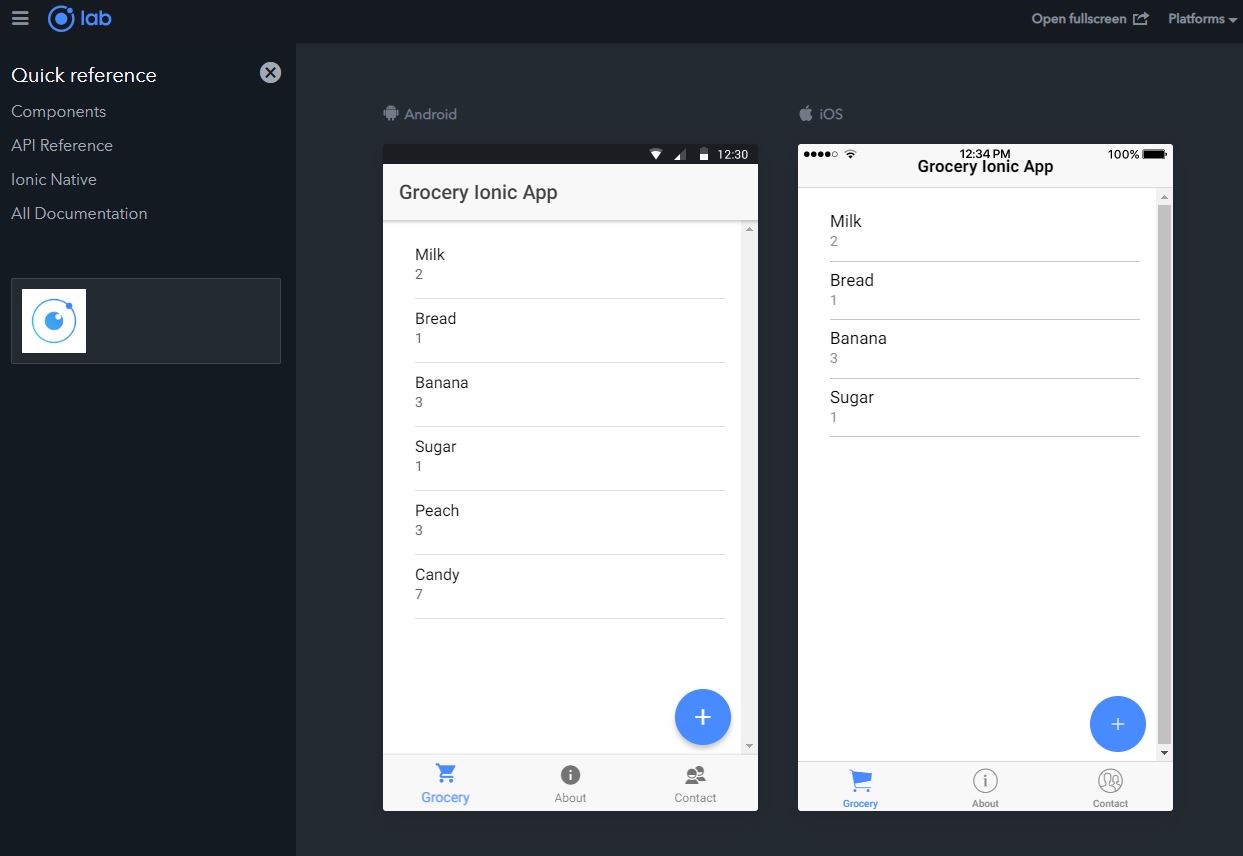 lab
Open fullscreen
Platforms
Quick reference
Components
API Reference
Ionic Native
All Documentation
Android
12:30
Grocery Ionic App
Milk
2
Bread
1
Banana
3
Sugar
1
Peach
3
Candy
7
+
Grocery
About
Contact
iOS
12:34 PM
100%
Grocery Ionic App
Milk
2
Bread
1
Banana
3
Sugar
1
+
Grocery
About
Contact